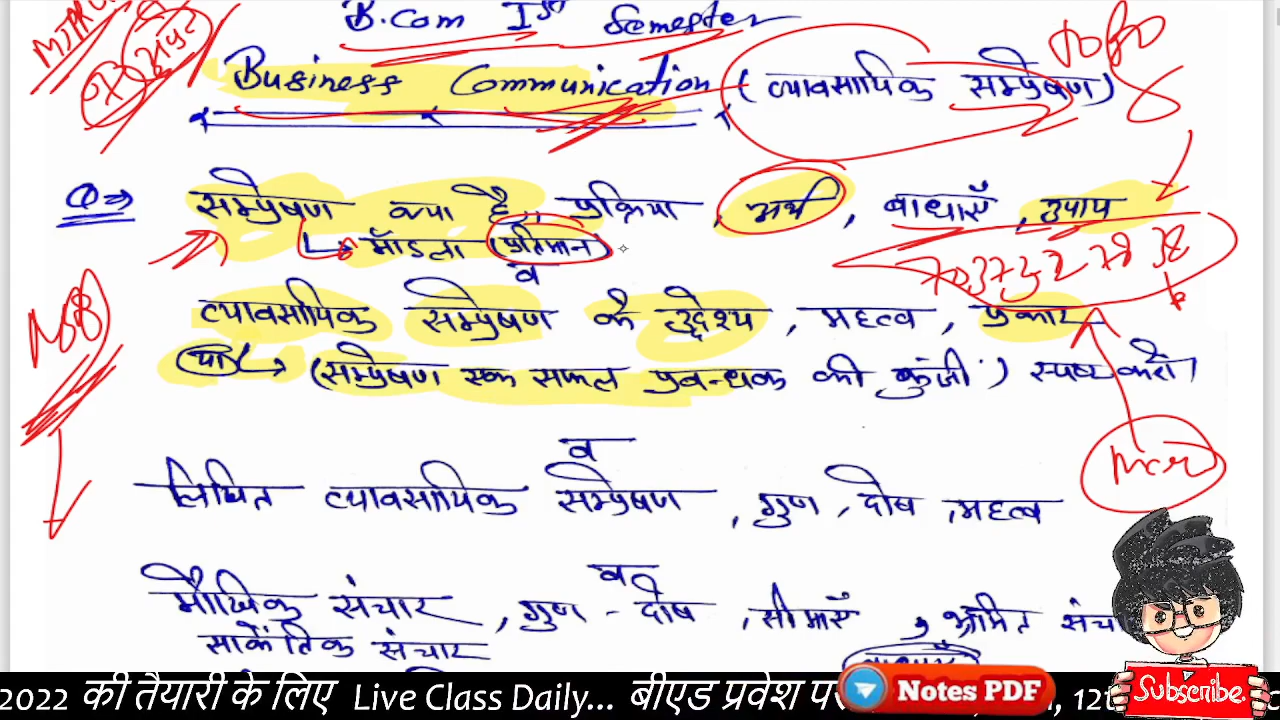 B.Com Ist Semester
Business Communication (व्यावसायिक सम्प्रेषण)
Q⇒ सम्प्रेषण क्या है, प्रक्रिया, अर्थ, बाधाएँ, उपाय
↳ मॉडल (प्रतिमान)
व
व्यावसायिक सम्प्रेषण के उद्देश्य, महत्व, प्रकार
या → (सम्प्रेषण एक सफल प्रबन्धक की कुंजी) स्पष्ट करो।
व
लिखित व्यावसायिक सम्प्रेषण, गुण, दोष, महत्व
व
मौखिक संचार, गुण - दोष, सीमाएँ,
सांकेतिक संचार
2022 की तैयारी के लिए Live Class Daily... बीएड प्रवेश
Notes PDF
12t
Subscribe